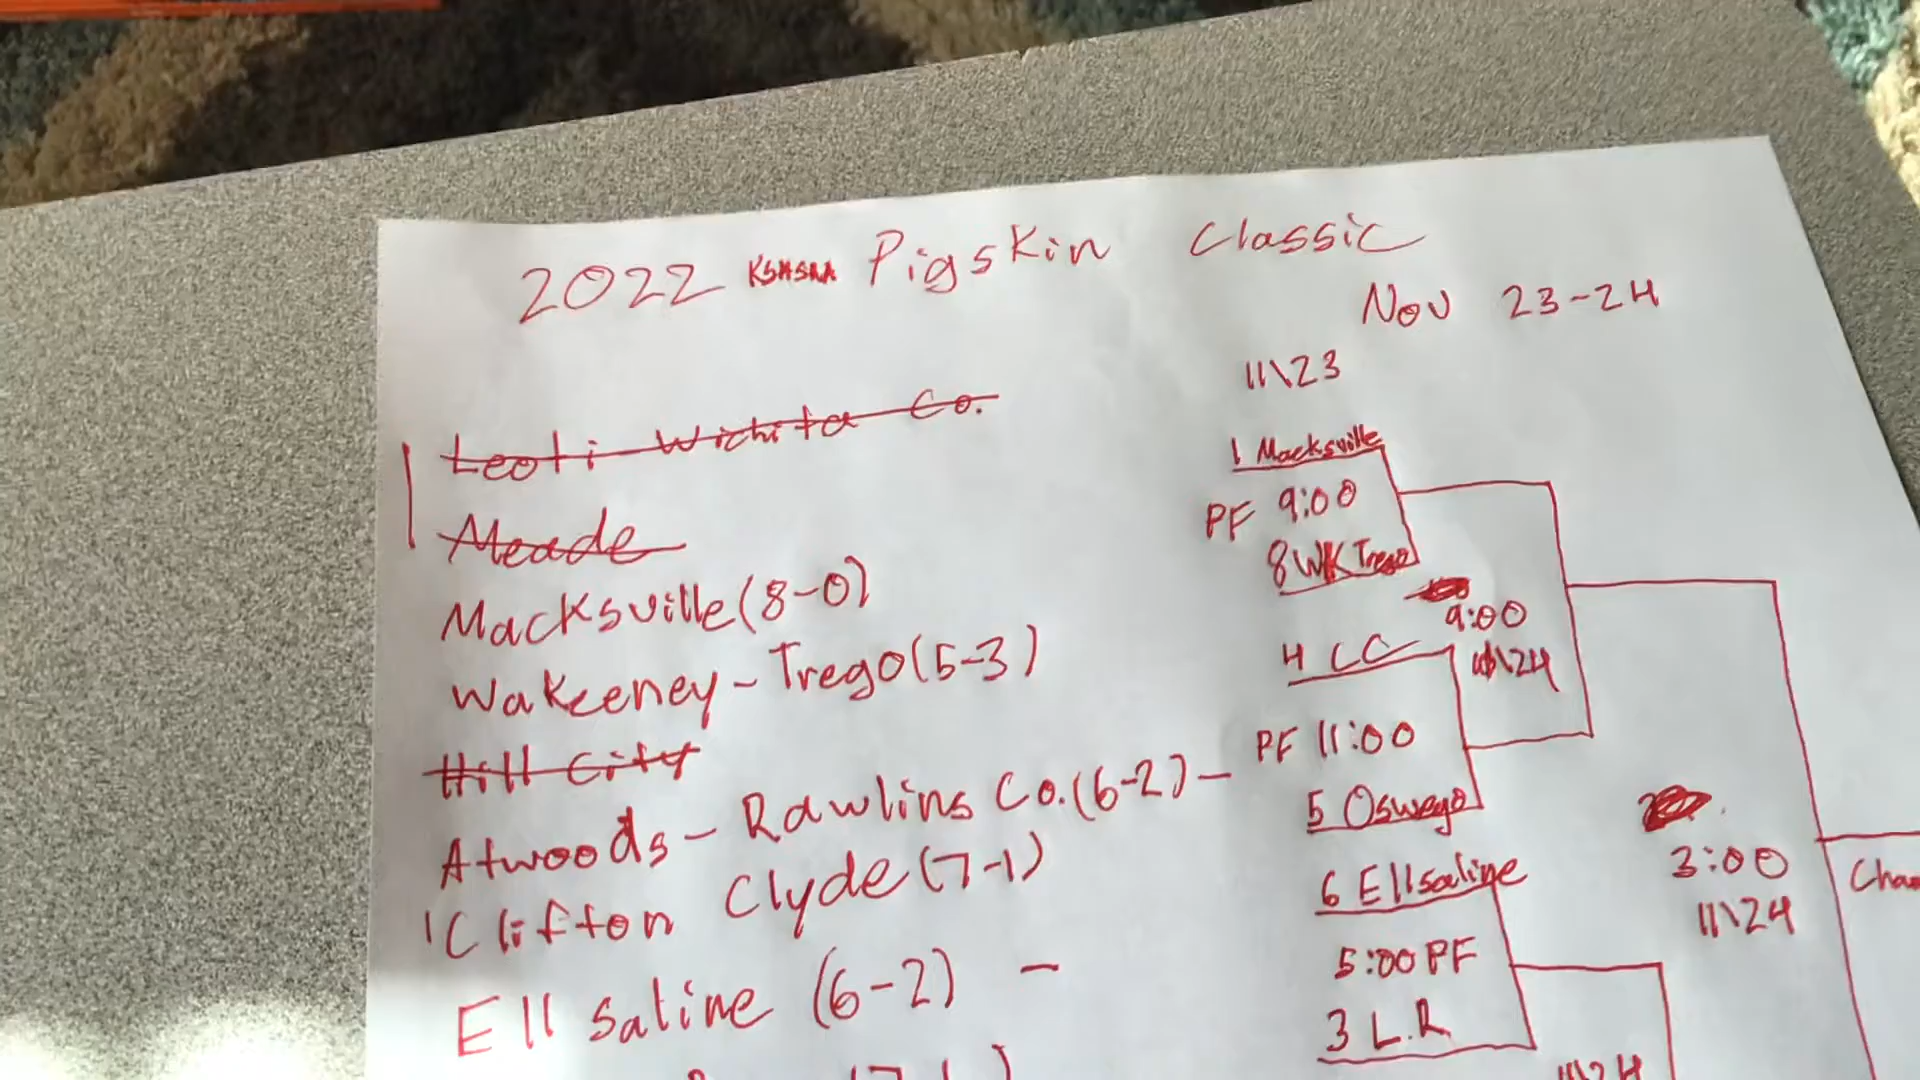 2022 KSHSAA Pigskin Classic
Nov 23-24
Leoti Wichita Co.
Meade
Macksville (8-0)
Wakeeney-Trego (5-3)
Hill City
Atwoods-Rawlins Co. (6-2) -
Clifton Clyde (7-1)
Ell Saline (6-2) -
11\23
1 Macksville
PF 9:00
8 WK Trego
9:00
11\24
4 CC
PF 11:00
5 Oswego
6 Ellsaline
5:00 PF
3 L.R
3:00
11\24
11\24